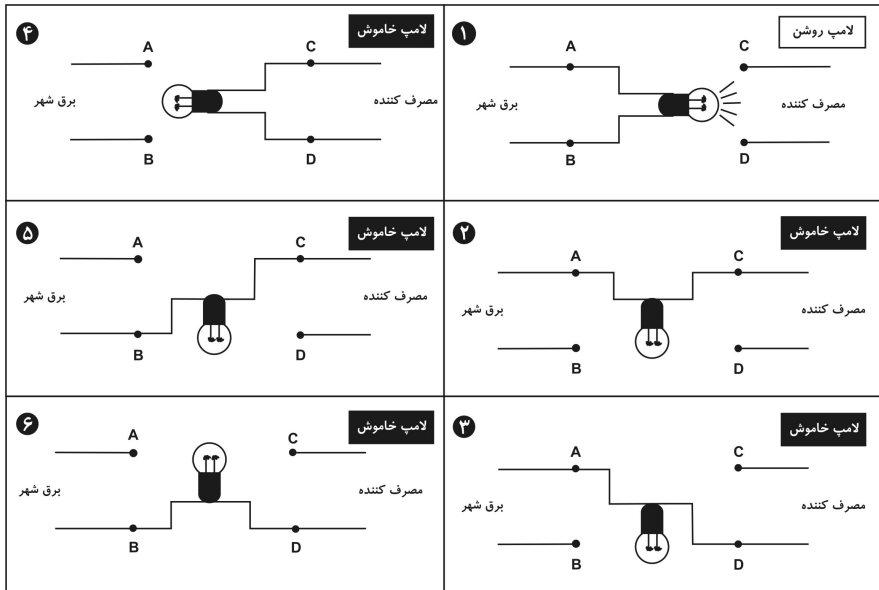 ۱
لامپ روشن
A
C
برق شهر
مصرف کننده
B
D
۲
لامپ خاموش
A
C
برق شهر
مصرف کننده
B
D
۳
لامپ خاموش
A
C
برق شهر
مصرف کننده
B
D
۴
لامپ خاموش
A
C
برق شهر
مصرف کننده
B
D
۵
لامپ خاموش
A
C
برق شهر
مصرف کننده
B
D
۶
لامپ خاموش
A
C
برق شهر
مصرف کننده
B
D